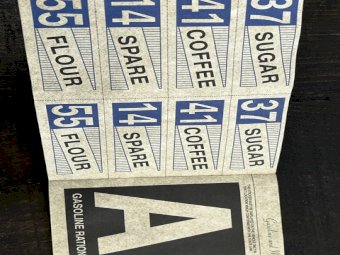 55 FLOUR
14 SPARE
41 COFFEE
37 SUGAR
55 FLOUR
14 SPARE
41 COFFEE
37 SUGAR
A
GASOLINE RATION